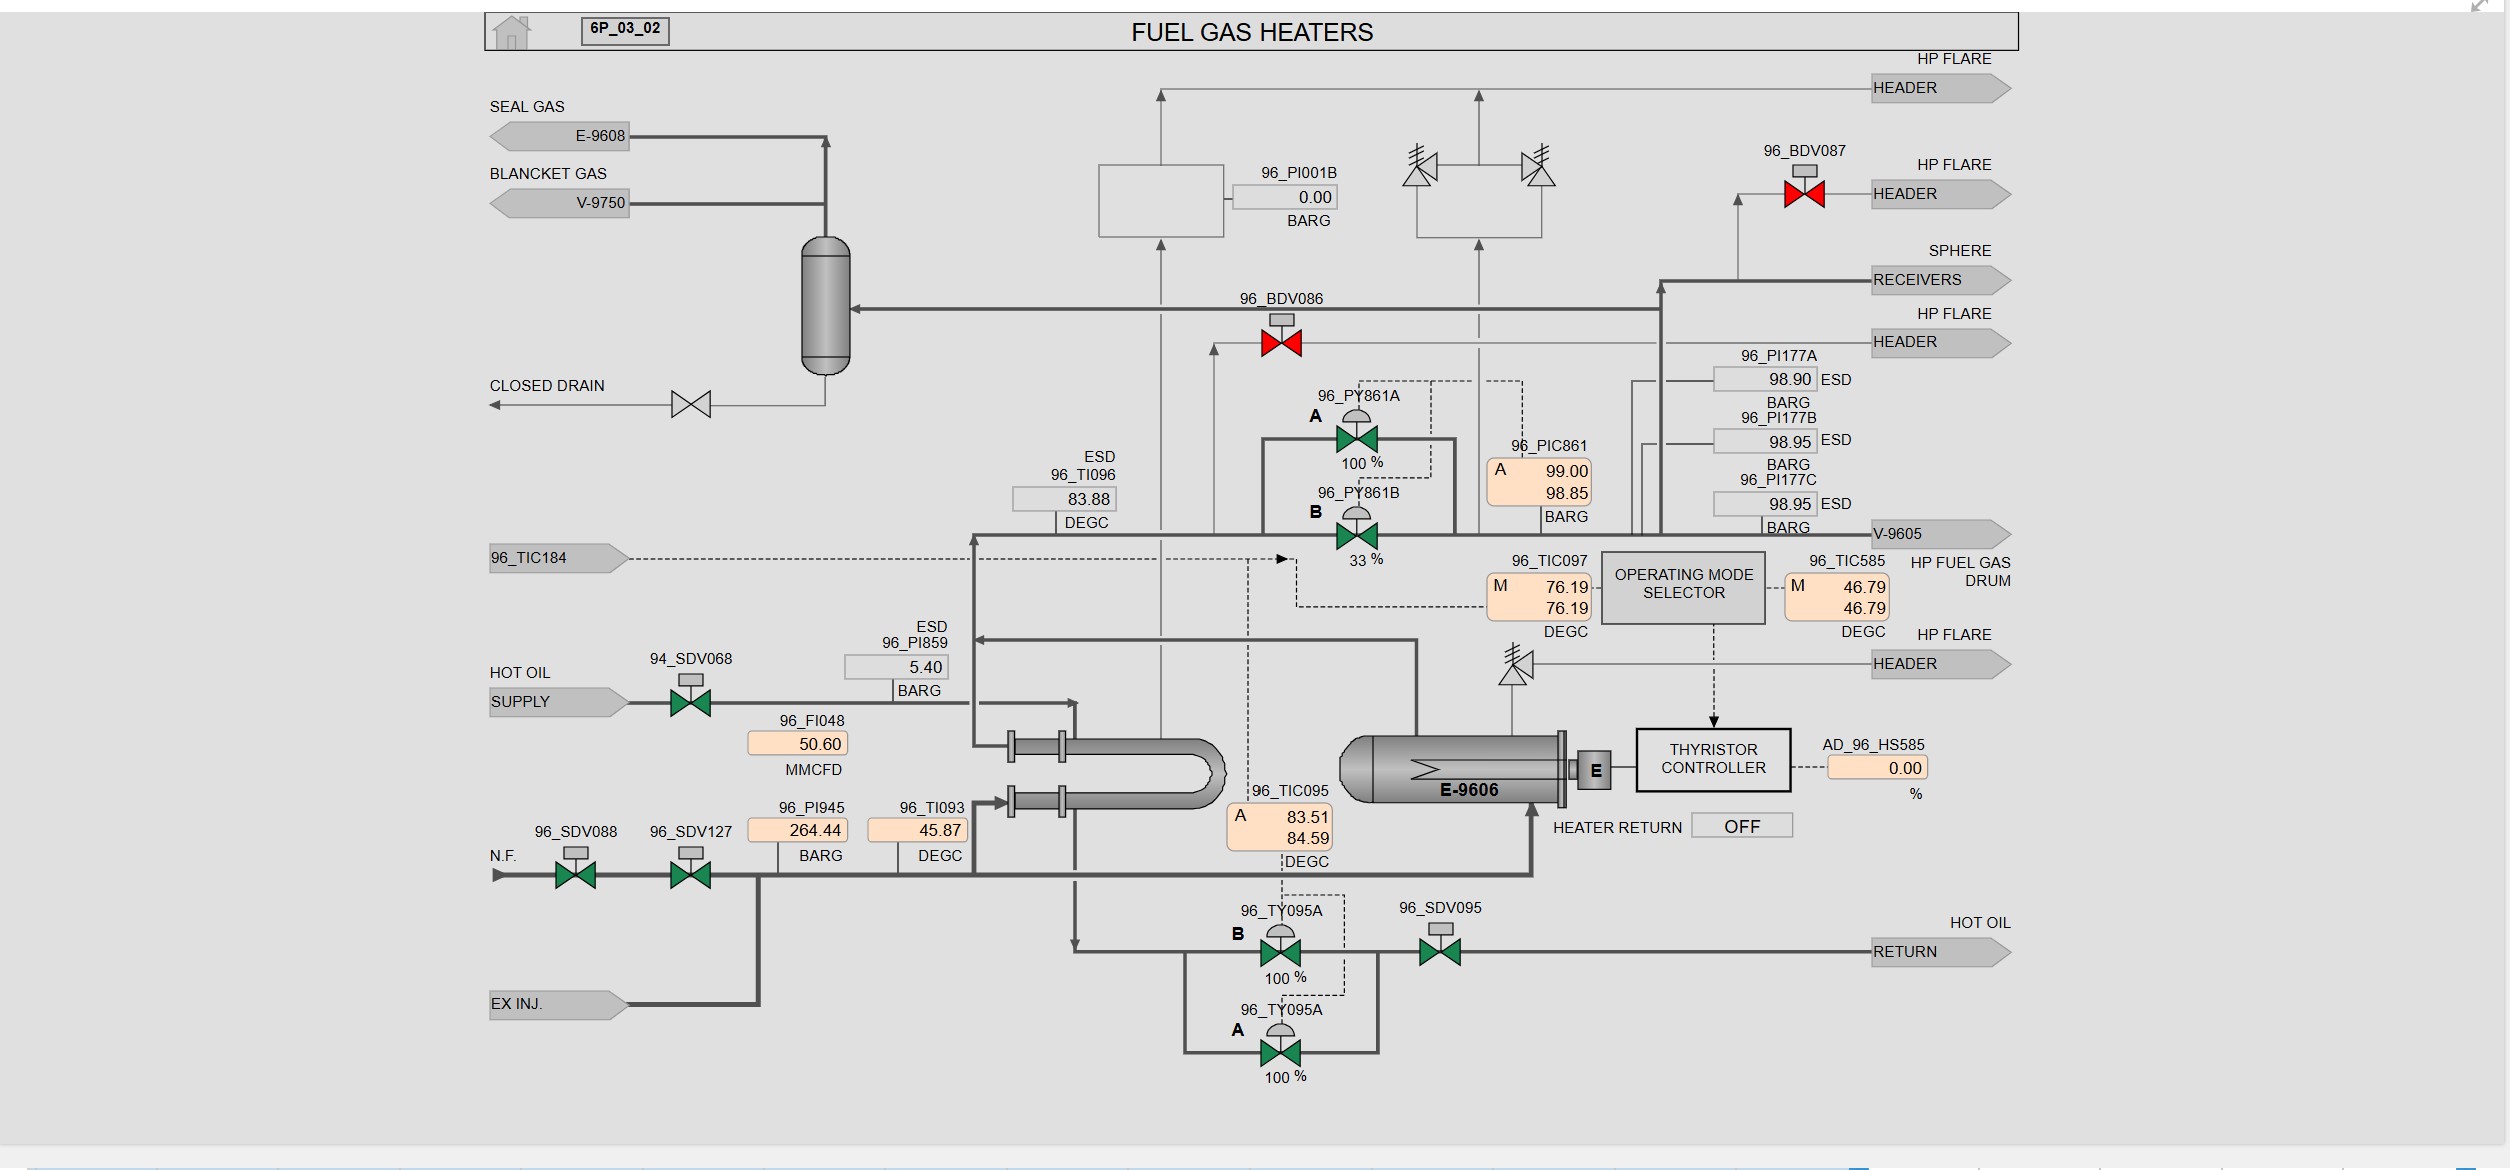 6P_03_02
FUEL GAS HEATERS
HP FLARE
HEADER
SEAL GAS
E-9608
BLANCKET GAS
V-9750
96_PI001B
0.00
BARG
96_BDV087
HP FLARE
HEADER
SPHERE
RECEIVERS
96_BDV086
HP FLARE
HEADER
CLOSED DRAIN
96_PY861A
A
100 %
96_PI177A
98.90 ESD
BARG
96_PI177B
98.95 ESD
BARG
96_PI177C
98.95 ESD
BARG
96_PIC861
A 99.00
98.85
BARG
ESD
96_TI096
83.88
DEGC
96_PY861B
B
33 %
V-9605
HP FUEL GAS
DRUM
96_TIC184
96_TIC097
M 76.19
76.19
DEGC
OPERATING MODE
SELECTOR
96_TIC585
M 46.79
46.79
DEGC
ESD
96_PI859
5.40
BARG
HP FLARE
HEADER
HOT OIL
SUPPLY
94_SDV068
96_FI048
50.60
MMCFD
E-9606
E
THYRISTOR
CONTROLLER
AD_96_HS585
0.00
%
HEATER RETURN OFF
96_TIC095
A 83.51
84.59
DEGC
N.F.
96_SDV088
96_SDV127
96_PI945
264.44
BARG
96_TI093
45.87
DEGC
96_TY095A
B
100 %
96_SDV095
HOT OIL
RETURN
EX INJ.
96_TY095A
A
100 %